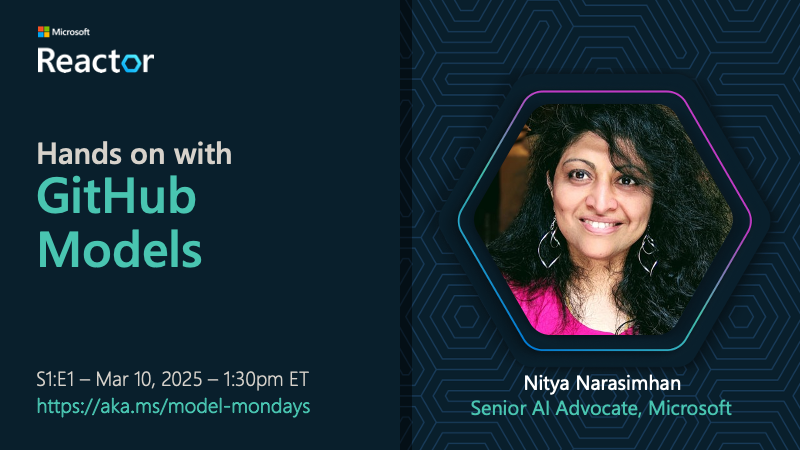 Microsoft
Reactor
Hands on with
GitHub
Models
S1:E1 – Mar 10, 2025 – 1:30pm ET
https://aka.ms/model-mondays
Nitya Narasimhan
Senior AI Advocate, Microsoft